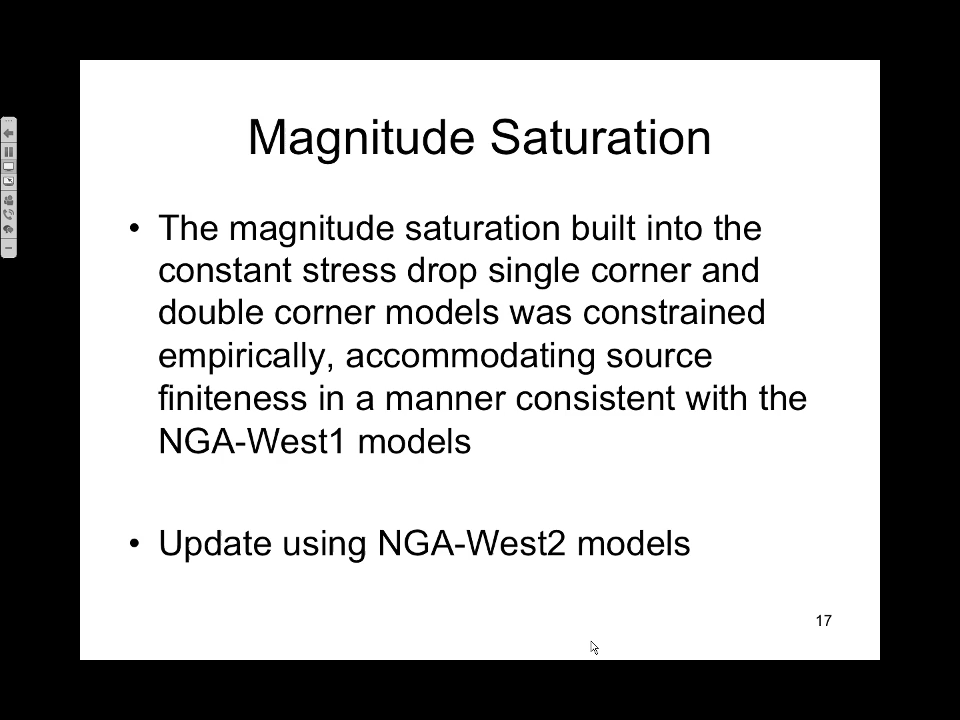 Magnitude Saturation
• The magnitude saturation built into the
constant stress drop single corner and
double corner models was constrained
empirically, accommodating source
finiteness in a manner consistent with the
NGA-West1 models
• Update using NGA-West2 models
17